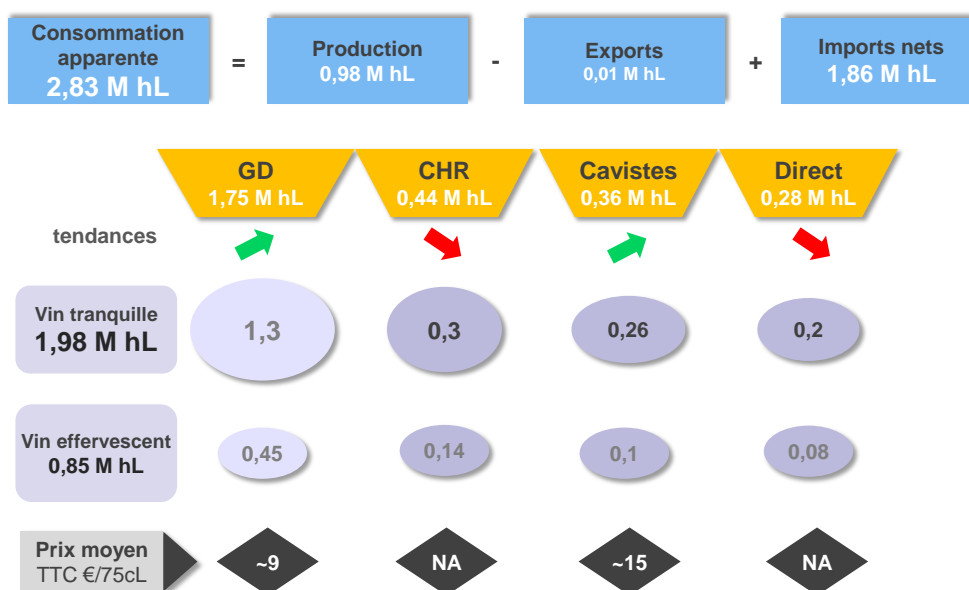 Consommation
apparente
2,83 M hL
=
Production
0,98 M hL
-
Exports
0,01 M hL
+
Imports nets
1,86 M hL
GD
1,75 M hL
CHR
0,44 M hL
Cavistes
0,36 M hL
Direct
0,28 M hL
tendances
Vin tranquille
1,98 M hL
1,3
0,3
0,26
0,2
Vin effervescent
0,85 M hL
0,45
0,14
0,1
0,08
Prix moyen
TTC €/75cL
~9
NA
~15
NA